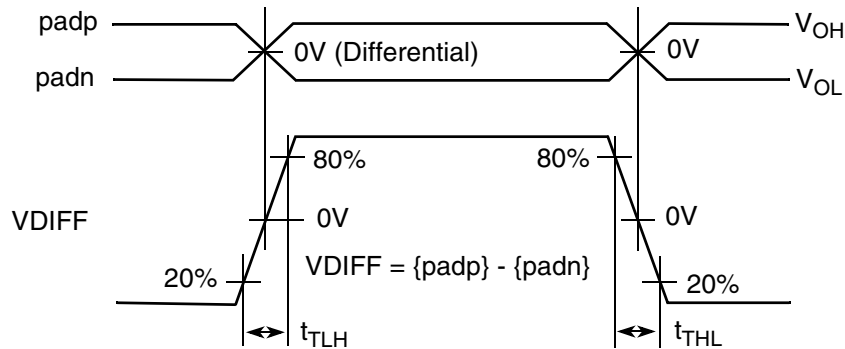 padp
V_OH
0V (Differential)
0V
padn
V_OL
80%
80%
VDIFF
0V
0V
VDIFF = {padp} - {padn}
20%
20%
t_TLH
t_THL